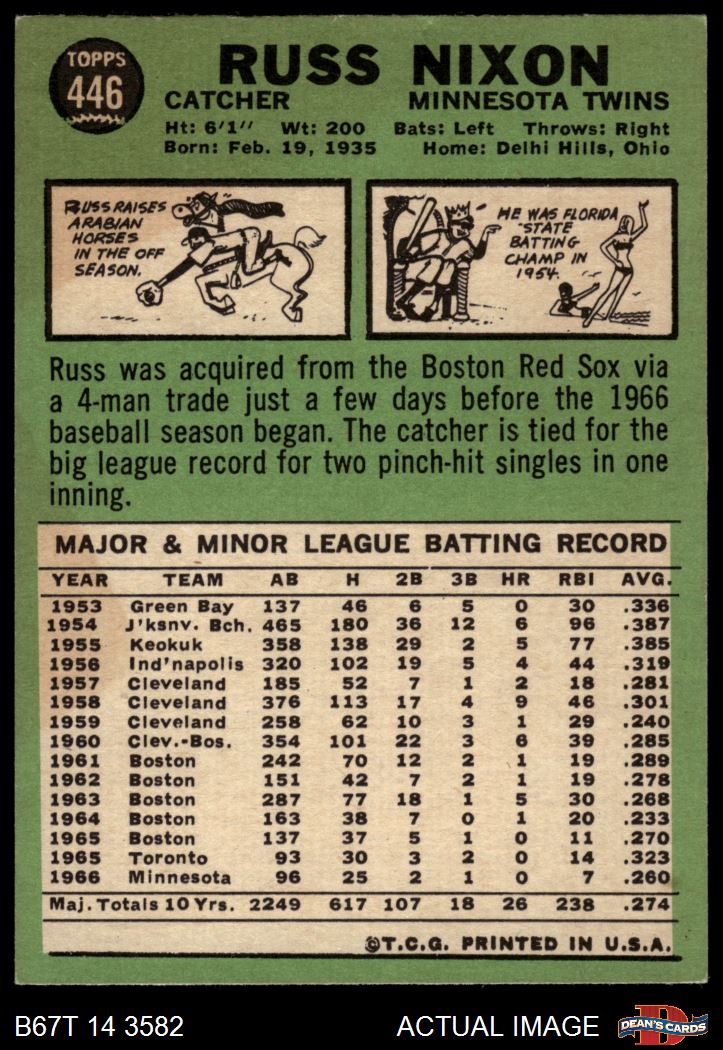 TOPPS
446
RUSS NIXON
CATCHER MINNESOTA TWINS
Ht: 6'1" Wt: 200 Bats: Left Throws: Right
Born: Feb. 19, 1935 Home: Delhi Hills, Ohio
RUSS RAISES
ARABIAN
HORSES
IN THE OFF
SEASON.
HE WAS FLORIDA
STATE
BATTING
CHAMP IN
1954.
Russ was acquired from the Boston Red Sox via
a 4-man trade just a few days before the 1966
baseball season began. The catcher is tied for the
big league record for two pinch-hit singles in one
inning.
MAJOR & MINOR LEAGUE BATTING RECORD
YEAR TEAM AB H 2B 3B HR RBI AVG.
1953 Green Bay 137 46 6 5 0 30 .336
1954 J'ksnv. Bch. 465 180 36 12 6 96 .387
1955 Keokuk 358 138 29 2 5 77 .385
1956 Ind'napolis 320 102 19 5 4 44 .319
1957 Cleveland 185 52 7 1 2 18 .281
1958 Cleveland 376 113 17 4 9 46 .301
1959 Cleveland 258 62 10 3 1 29 .240
1960 Clev.-Bos. 354 101 22 3 6 39 .285
1961 Boston 242 70 12 2 1 19 .289
1962 Boston 151 42 7 2 1 19 .278
1963 Boston 287 77 18 1 5 30 .268
1964 Boston 163 38 7 0 1 20 .233
1965 Boston 137 37 5 1 0 11 .270
1965 Toronto 93 30 3 2 0 14 .323
1966 Minnesota 96 25 2 1 0 7 .260
Maj. Totals 10 Yrs. 2249 617 107 18 26 238 .274
©T.C.G. PRINTED IN U.S.A.
B67T 14 3582 ACTUAL IMAGE
D
DEAN'S CARDS